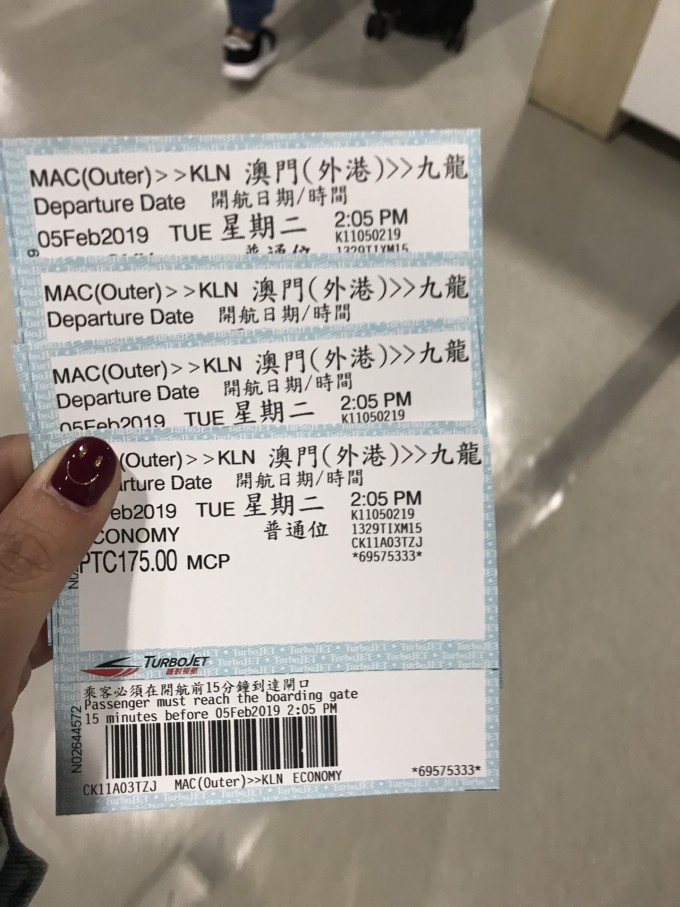 MAC(Outer)>>KLN 澳門(外港)>>九龍
Departure Date 開航日期/時間
05Feb2019 TUE 星期二 2:05 PM
K11050219
普通位 1329TIXM15
MAC(Outer)>>KLN 澳門(外港)>>九龍
Departure Date 開航日期/時間
MAC(Outer)>>KLN 澳門(外港)>>九龍
Departure Date 開航日期/時間
05Feb2019 TUE 星期二 2:05 PM
K11050219
(Outer)>>KLN 澳門(外港)>>九龍
rture Date 開航日期/時間
eb2019 TUE 星期二 2:05 PM
K11050219
CONOMY 普通位 1329TIXM15
CK11A03TZJ
PTC175.00 MCP *69575333*
TURBOJET
噴射飛航
乘客必須在開航前15分鐘到達閘口
Passenger must reach the boarding gate
15 minutes before 05Feb2019 2:05 PM
N02644572
CK11A03TZJ MAC(Outer)>>KLN ECONOMY *69575333*